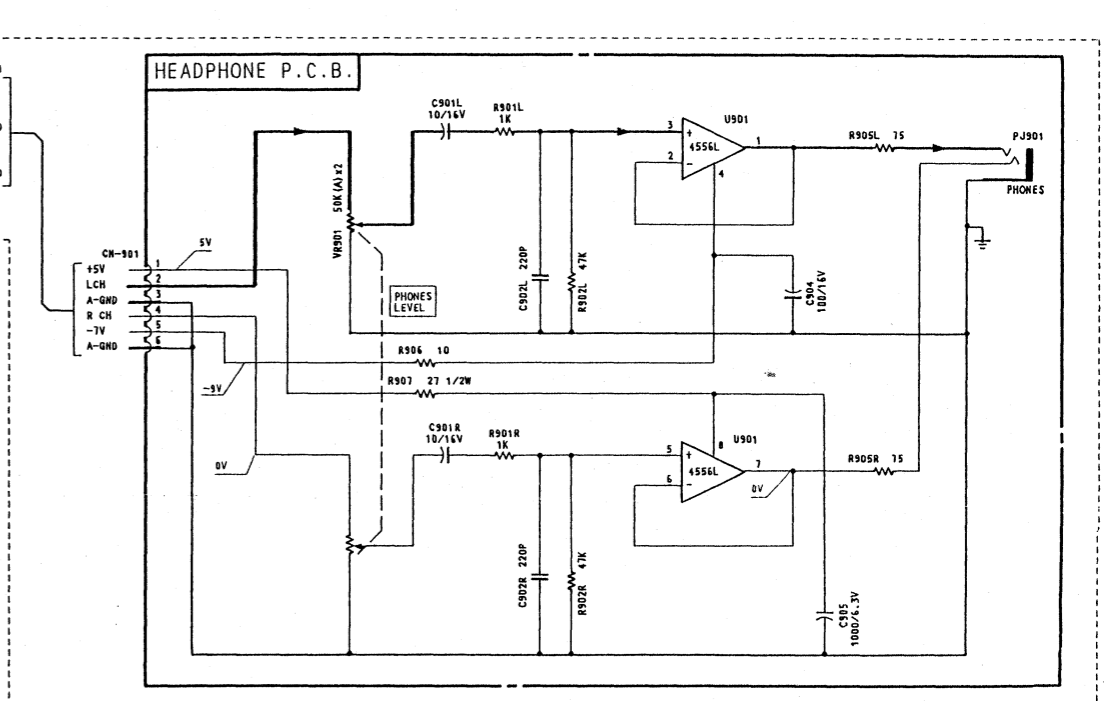 HEADPHONE P.C.B.
C901L
10/16V
R901L
1K
U901
3
+
4556L
1
2
-
4
R905L 75
PJ901
PHONES
50K(A)x2
VR901
CN-901
5V
+5V 1
LCH 2
A-GND 3
R CH 4
-7V 5
A-GND 6
PHONES
LEVEL
C902L 220P
R902L 47K
C904
100/16V
R906 10
-9V
R907 27 1/2W
C901R
10/16V
R901R
1K
U901
8
5
+
4556L
7
6
-
0V
0V
R905R 75
C902R 220P
R902R 47K
C905
1000/6.3V